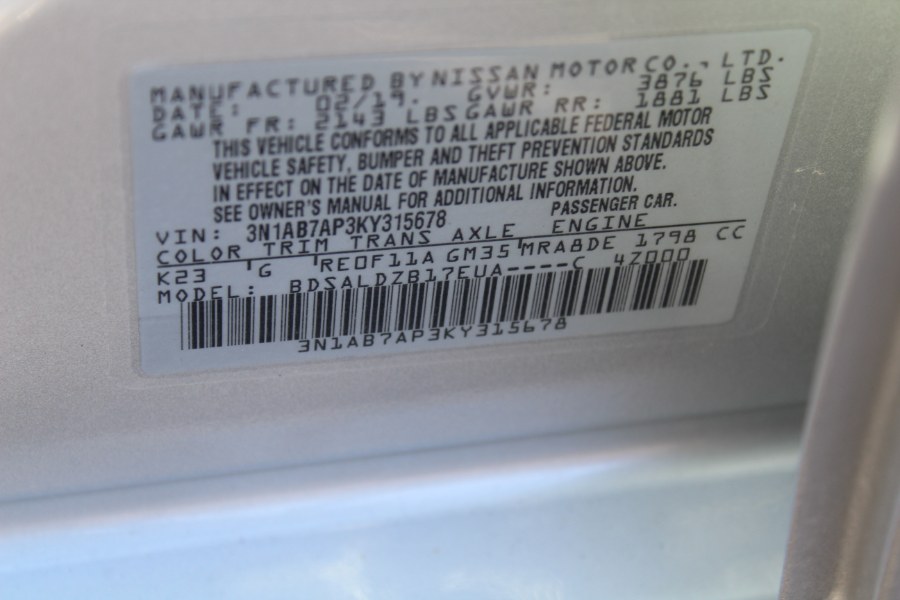 MANUFACTURED BY NISSAN MOTOR CO., LTD.
DATE: 02/19. GVWR: 3876 LBS
GAWR FR: 2143 LBS GAWR RR: 1881 LBS
THIS VEHICLE CONFORMS TO ALL APPLICABLE FEDERAL MOTOR
VEHICLE SAFETY, BUMPER AND THEFT PREVENTION STANDARDS
IN EFFECT ON THE DATE OF MANUFACTURE SHOWN ABOVE.
SEE OWNER'S MANUAL FOR ADDITIONAL INFORMATION.
VIN: 3N1AB7AP3KY315678 PASSENGER CAR.
COLOR TRIM TRANS AXLE ENGINE
K23 G RE0F11A GM35 MRA8DE 1798 CC
MODEL: BDSALDZB17EUA----C 4Z000
3N1AB7AP3KY315678